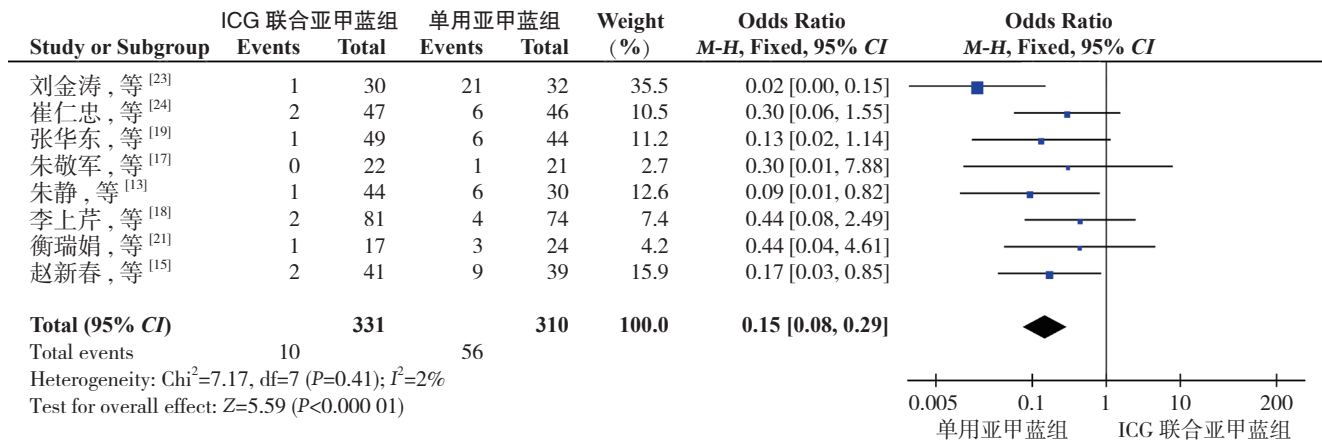 ICG 联合亚甲蓝组 单用亚甲蓝组 Weight Odds Ratio Odds Ratio
Study or Subgroup Events Total Events Total (%) M-H, Fixed, 95% CI M-H, Fixed, 95% CI
刘金涛, 等 [23] 1 30 21 32 35.5 0.02 [0.00, 0.15]
崔仁忠, 等 [24] 2 47 6 46 10.5 0.30 [0.06, 1.55]
张华东, 等 [19] 1 49 6 44 11.2 0.13 [0.02, 1.14]
朱敬军, 等 [17] 0 22 1 21 2.7 0.30 [0.01, 7.88]
朱静, 等 [13] 1 44 6 30 12.6 0.09 [0.01, 0.82]
李上芹, 等 [18] 2 81 4 74 7.4 0.44 [0.08, 2.49]
衡瑞娟, 等 [21] 1 17 3 24 4.2 0.44 [0.04, 4.61]
赵新春, 等 [15] 2 41 9 39 15.9 0.17 [0.03, 0.85]
Total (95% CI) 331 310 100.0 0.15 [0.08, 0.29]
Total events 10 56
Heterogeneity: Chi²=7.17, df=7 (P=0.41); I²=2%
Test for overall effect: Z=5.59 (P<0.000 01)
0.005 0.1 1 10 200
单用亚甲蓝组 ICG 联合亚甲蓝组